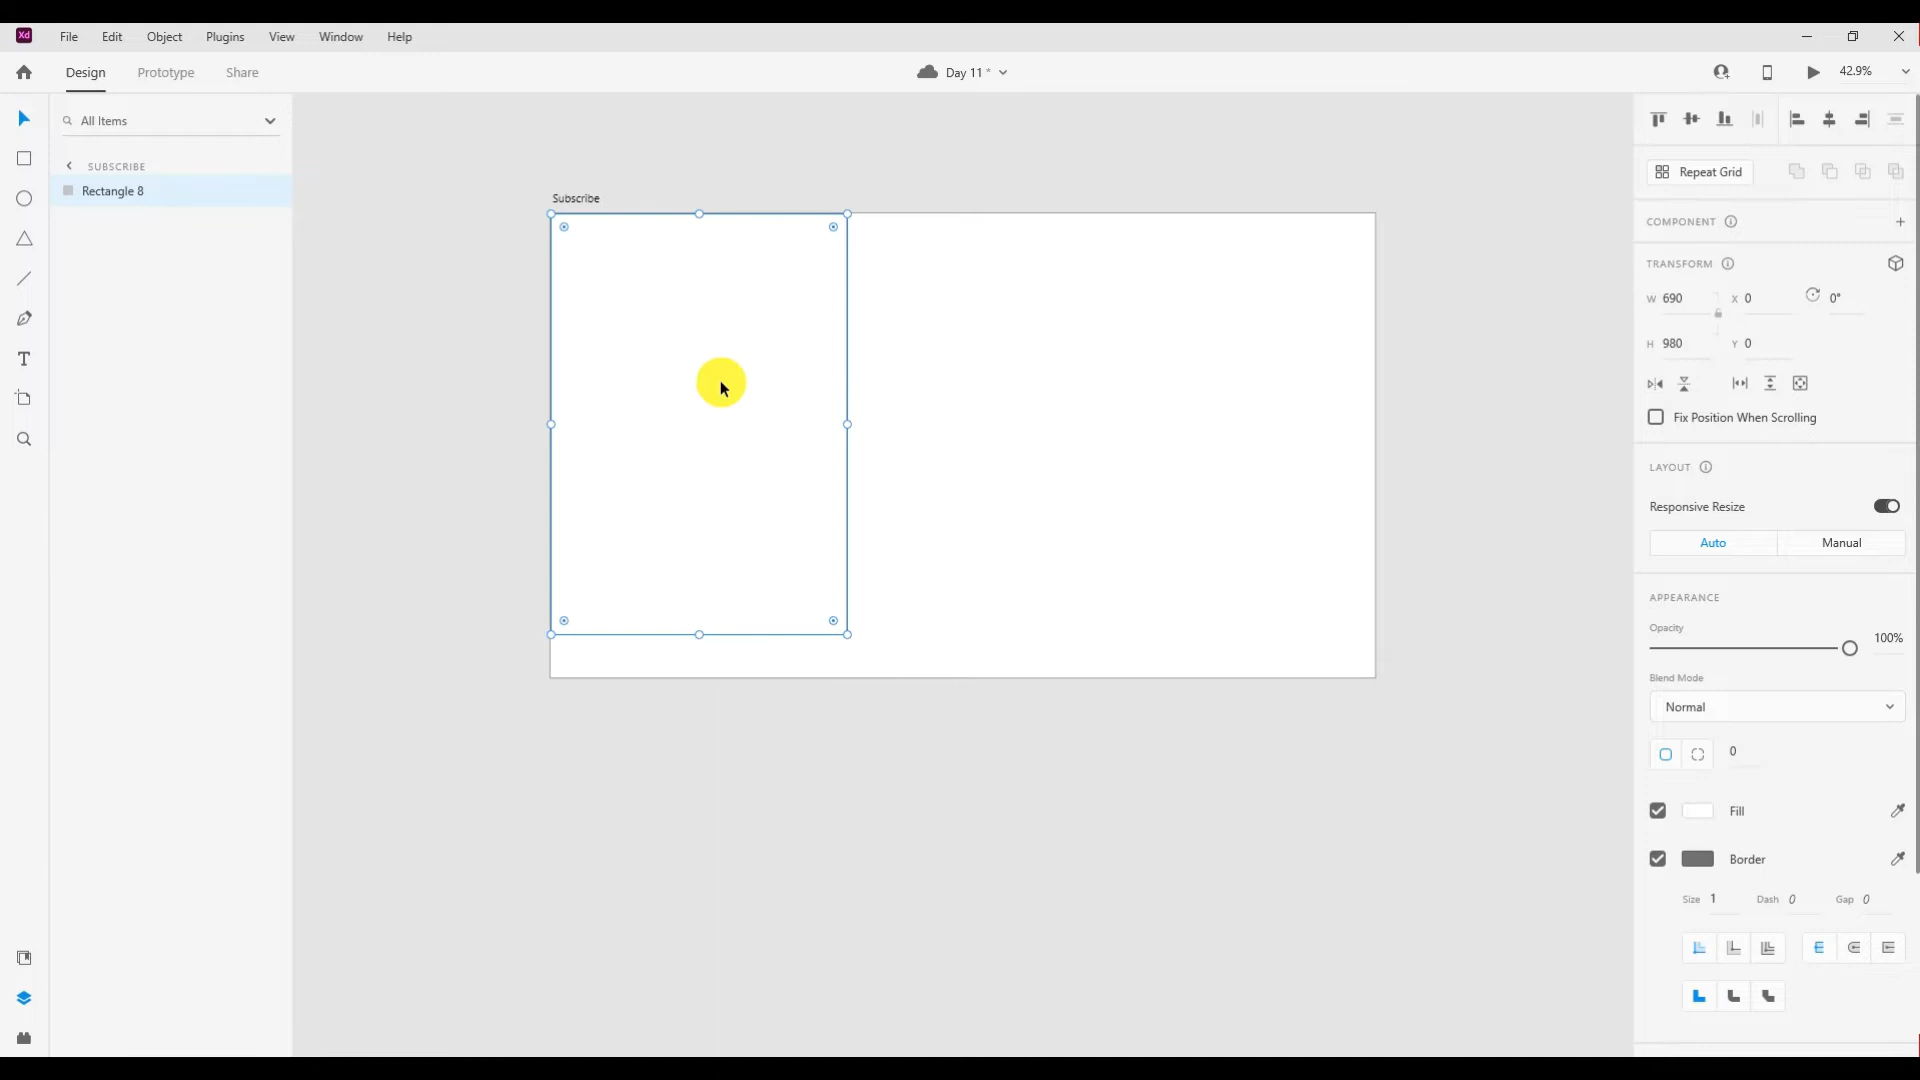 Xd File Edit Object Plugins View Window Help
Design Prototype Share Day 11 * 42.9%
All Items
SUBSCRIBE
Rectangle 8
Subscribe
Repeat Grid
COMPONENT
TRANSFORM
W 690 X 0 0°
H 980 Y 0
Fix Position When Scrolling
LAYOUT
Responsive Resize
Auto Manual
APPEARANCE
Opacity
100%
Blend Mode
Normal
0
Fill
Border
Size 1 Dash 0 Gap 0